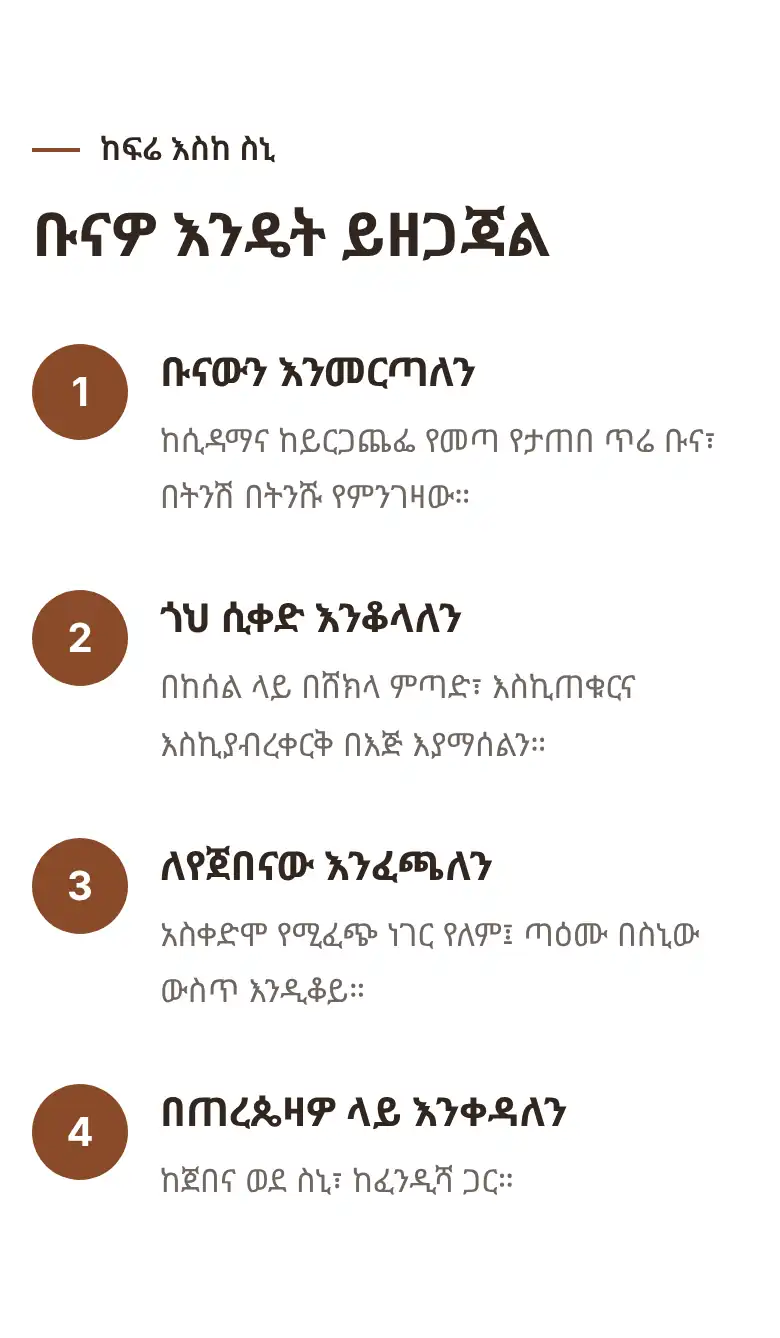 ከፍሬ እስከ ስኒ
ቡናዎ እንዴት ይዘጋጃል
1
ቡናውን እንመርጣለን
ከሲዳማና ከይርጋጨፌ የመጣ የታጠበ ጥሬ ቡና፣
በትንሽ በትንሹ የምንገዛው።
2
ጎህ ሲቀድ እንቆላለን
በከሰል ላይ በሸክላ ምጣድ፣ እስኪጠቁርና
እስኪያብረቀርቅ በእጅ እያማሰልን።
3
ለየጀበናው እንፈጫለን
አስቀድሞ የሚፈጭ ነገር የለም፤ ጣዕሙ በስኒው
ውስጥ እንዲቆይ።
4
በጠረጴዛዎ ላይ እንቀዳለን
ከጀበና ወደ ስኒ፣ ከፈንዲሻ ጋር።